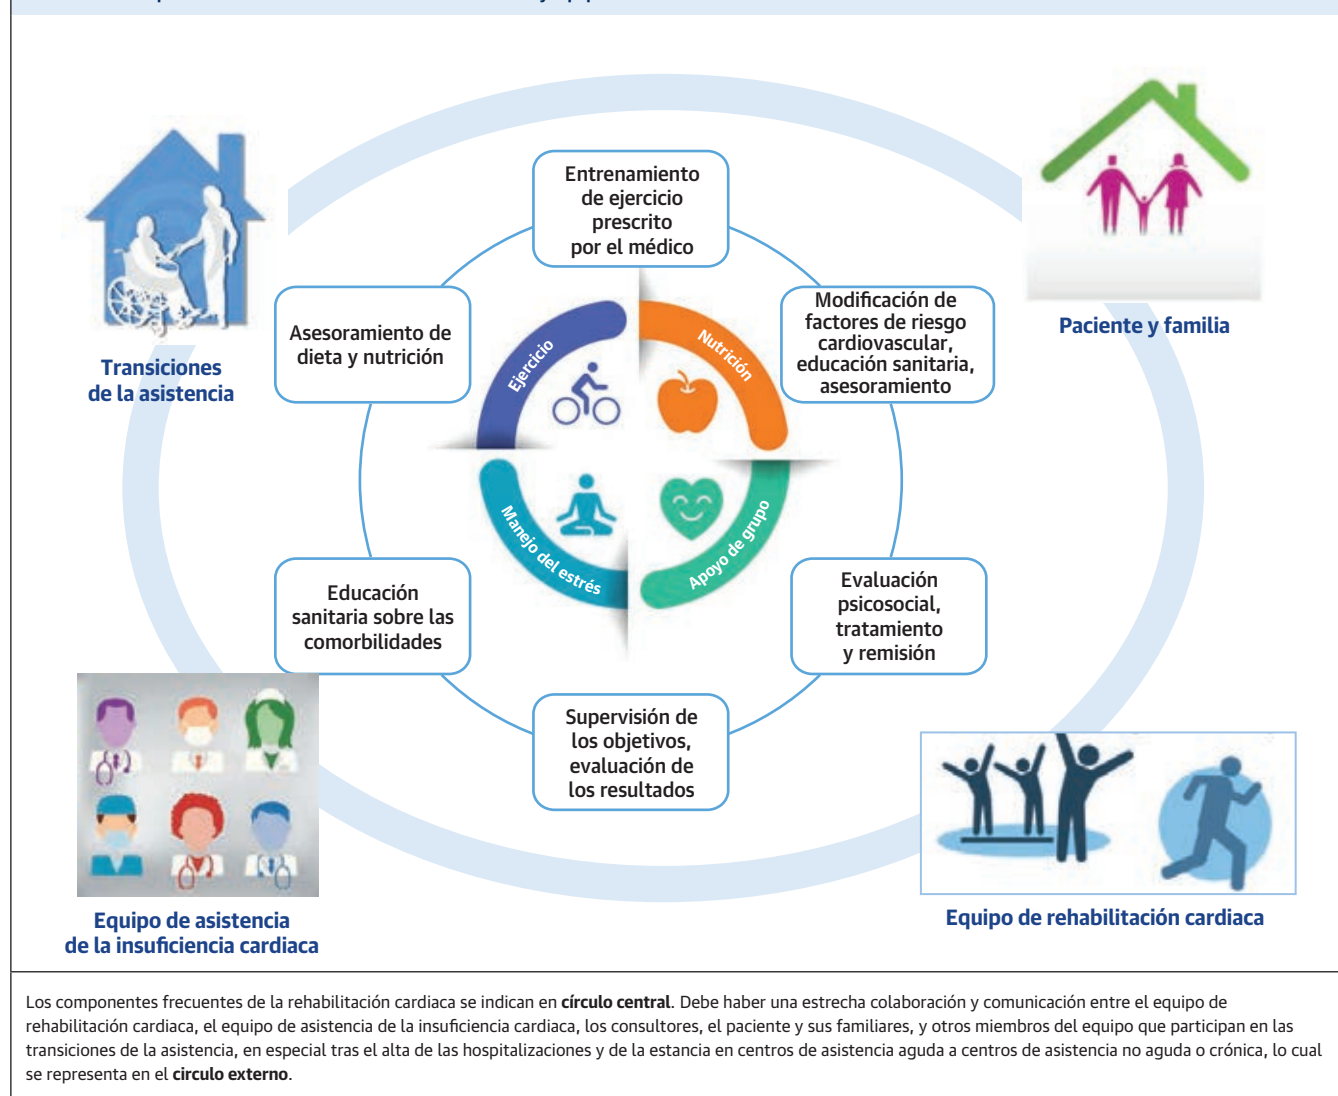 Entrenamiento
de ejercicio
prescrito
por el médico
Asesoramiento de
dieta y nutrición
Modificación de
factores de riesgo
cardiovascular,
educación sanitaria,
asesoramiento
Paciente y familia
Transiciones
de la asistencia
Ejercicio
Nutrición
Manejo del estrés
Apoyo de grupo
Educación
sanitaria sobre las
comorbilidades
Evaluación
psicosocial,
tratamiento
y remisión
Supervisión de
los objetivos,
evaluación de
los resultados
Equipo de asistencia
de la insuficiencia cardiaca
Equipo de rehabilitación cardiaca
Los componentes frecuentes de la rehabilitación cardiaca se indican en círculo central. Debe haber una estrecha colaboración y comunicación entre el equipo de
rehabilitación cardiaca, el equipo de asistencia de la insuficiencia cardiaca, los consultores, el paciente y sus familiares, y otros miembros del equipo que participan en las
transiciones de la asistencia, en especial tras el alta de las hospitalizaciones y de la estancia en centros de asistencia aguda a centros de asistencia no aguda o crónica, lo cual
se representa en el circulo externo.